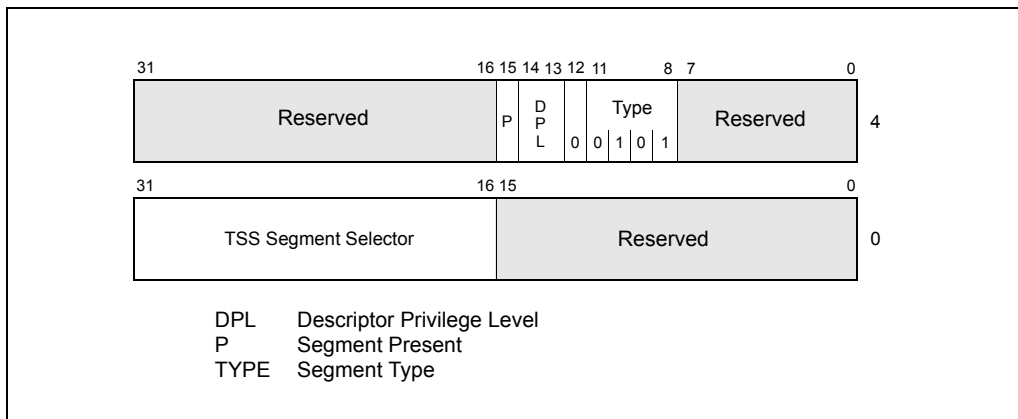 31 16 15 14 13 12 11 8 7 0
Reserved P DPL 0 Type 0 1 0 1 Reserved 4
31 16 15 0
TSS Segment Selector Reserved 0
DPL Descriptor Privilege Level
P Segment Present
TYPE Segment Type